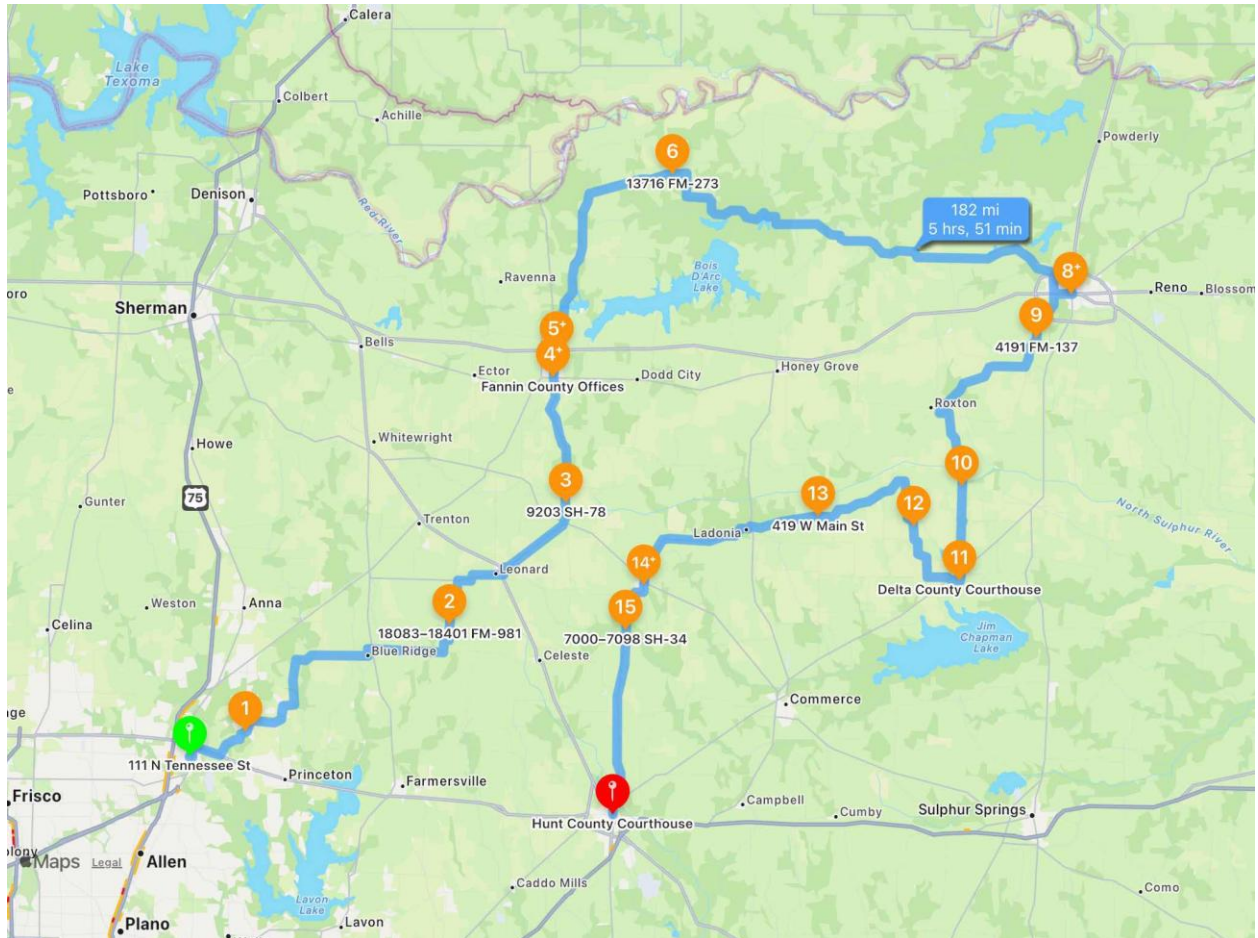 Calera
Lake
Texoma
Colbert
Achille
Powderly
6
13716 FM-273
Pottsboro
Denison
Red River
182 mi
5 hrs, 51 min
Ravenna
Bois
D'Arc
Lake
8+
Reno
Blossom
oro
Sherman
5+
9
4191 FM-137
Bells
4+
Ector
Fannin County Offices
Dodd City
Honey Grove
e
Roxton
Howe
Whitewright
10
75
Gunter
3
9203 SH-78
Trenton
13
Ladonia
419 W Main St
12
North Sulphur
River
Leonard
14+
11
Delta County Courthouse
Weston
Anna
2
18083–18401 FM-981
15
7000–7098 SH-34
Celina
Blue Ridge
Celeste
Jim
Chapman
Lake
1
Commerce
age
111 N Tennessee St
Princeton
Farmersville
Frisco
Hunt County Courthouse
Campbell
Cumby
Sulphur Springs
olony
Maps
Legal
Allen
Caddo Mills
Como
Lavon
Lake
Plano
Lavon